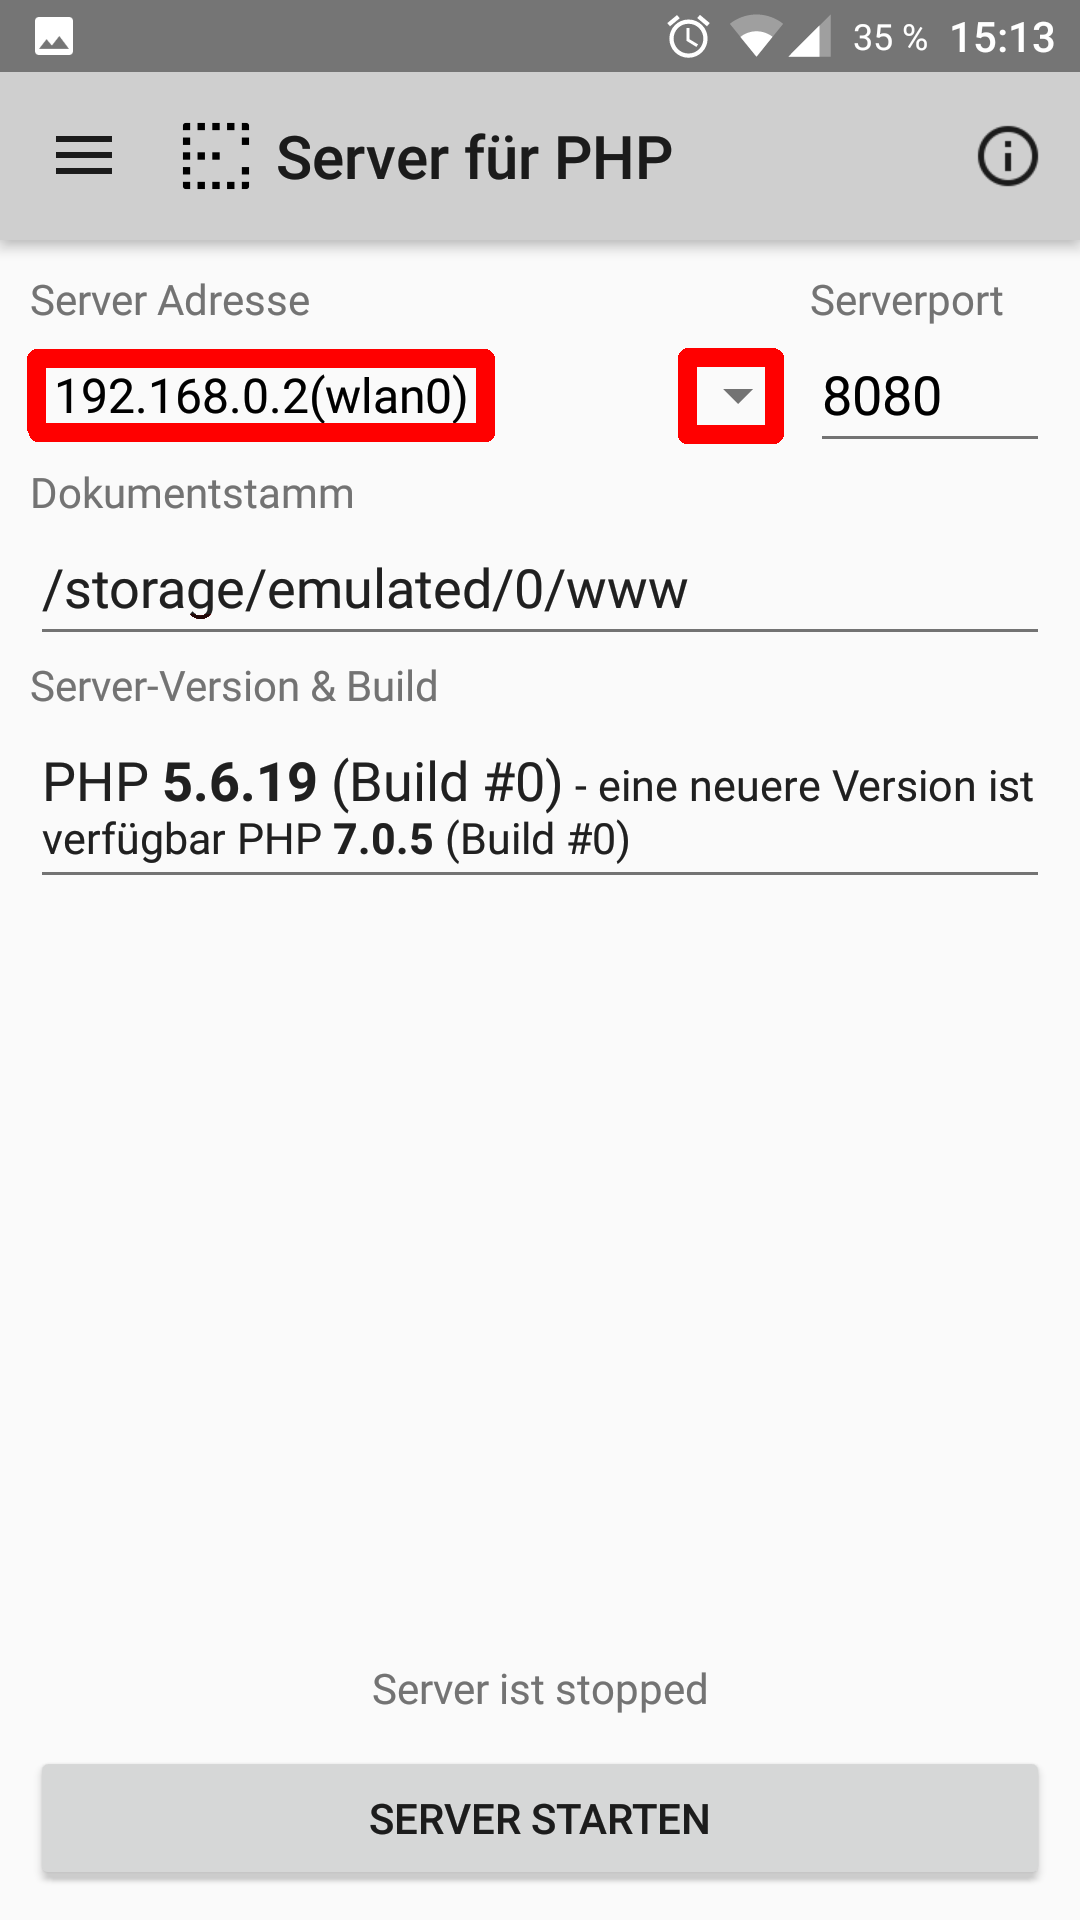 35 % 15:13
Server für PHP
Server Adresse Serverport
192.168.0.2(wlan0) 8080
Dokumentstamm
/storage/emulated/0/www
Server-Version & Build
PHP 5.6.19 (Build #0) - eine neuere Version ist
verfügbar PHP 7.0.5 (Build #0)
Server ist stopped
SERVER STARTEN